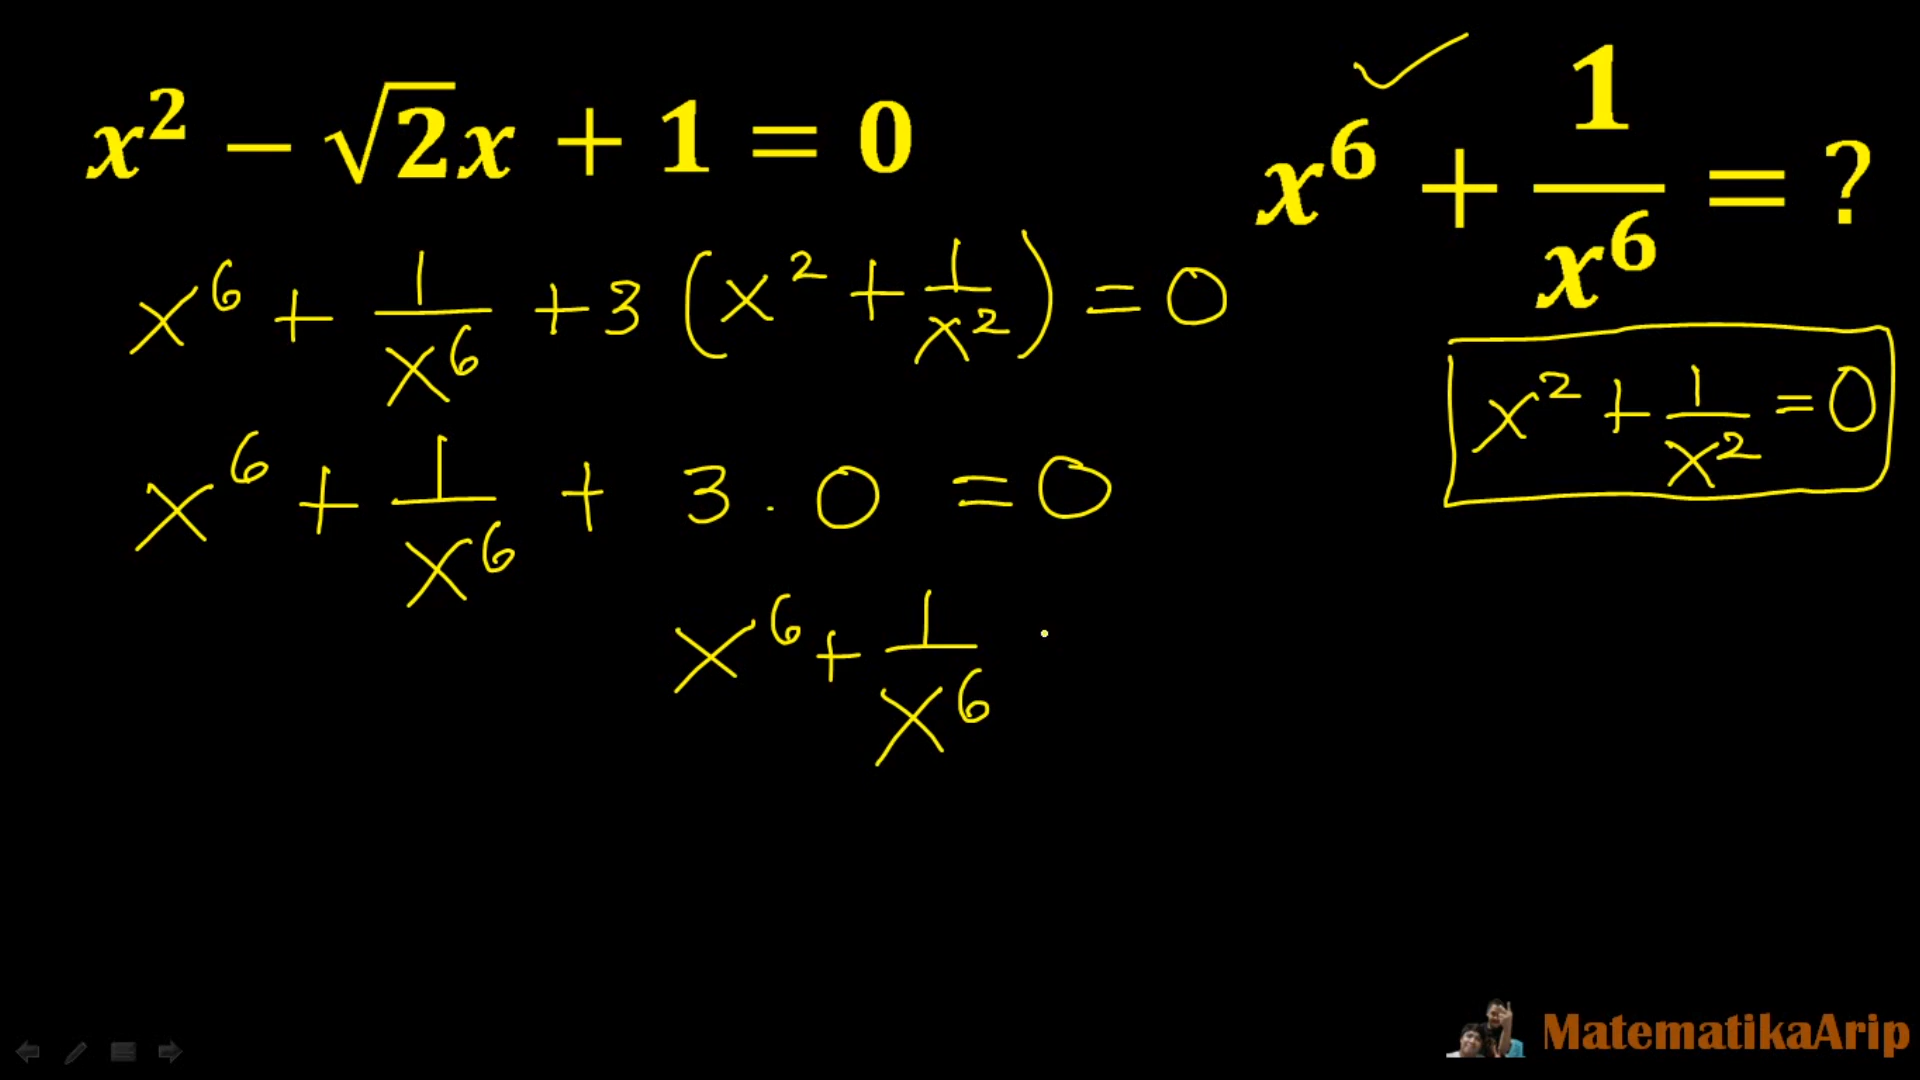 x² − √2x + 1 = 0
x⁶ + 1/x⁶ = ?
x⁶ + 1/x⁶ + 3 (x² + 1/x²) = 0
x² + 1/x² = 0
x⁶ + 1/x⁶ + 3 . 0 = 0
x⁶ + 1/x⁶
MatematikaArip